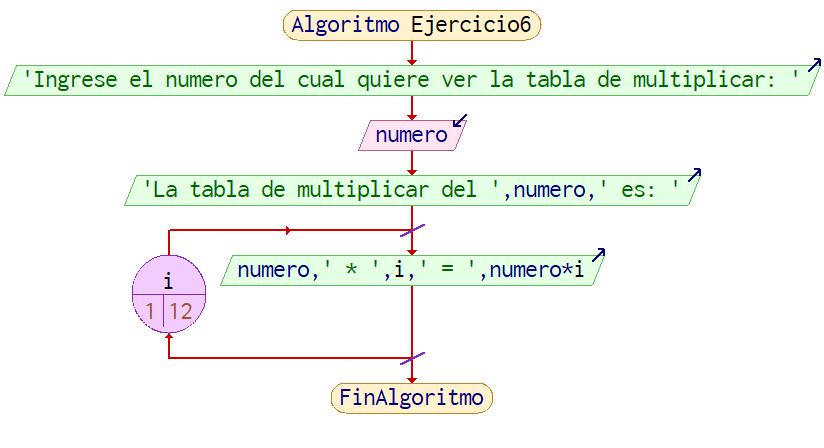 Algoritmo Ejercicio6
'Ingrese el numero del cual quiere ver la tabla de multiplicar: '
numero
'La tabla de multiplicar del ',numero,' es: '
numero,' * ',i,' = ',numero*i
i
1 12
FinAlgoritmo